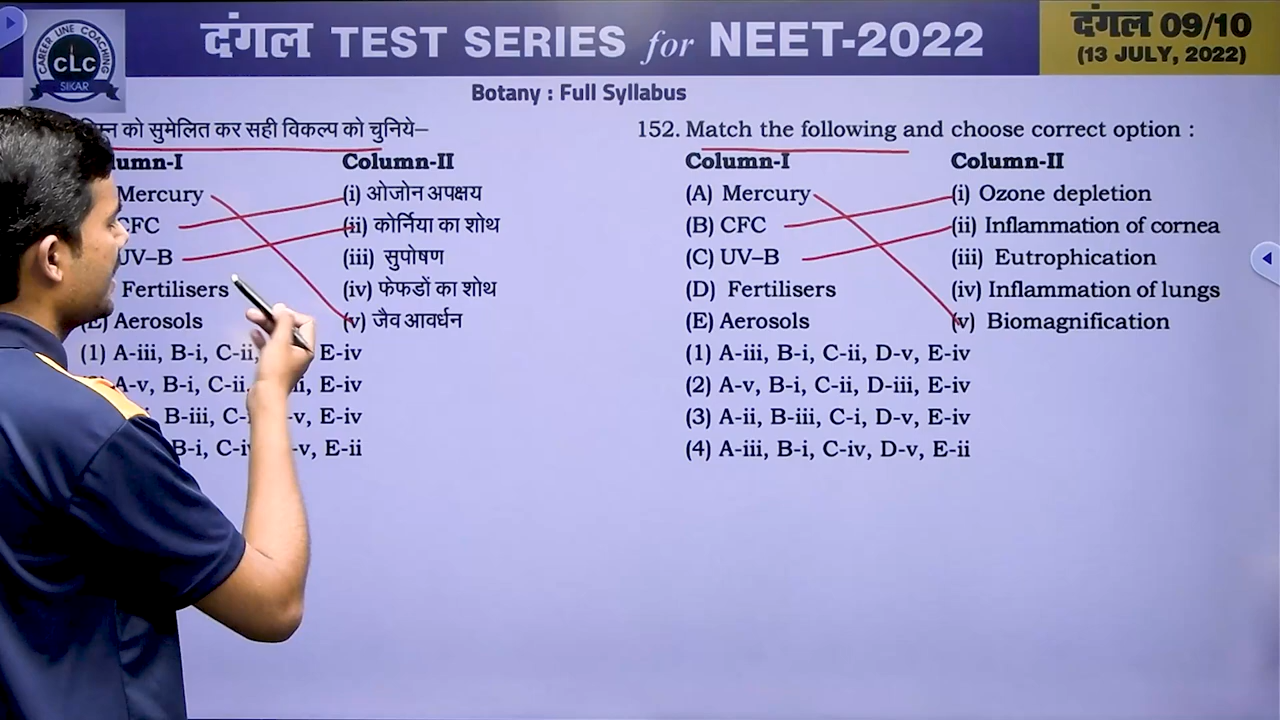 CAREER LINE COACHING
CLC
SIKAR
दंगल TEST SERIES for NEET-2022
दंगल 09/10
(13 JULY, 2022)
Botany : Full Syllabus
को सुमेलित कर सही विकल्प को चुनिये–
Column-II
Mercury
(i) ओजोन अपक्षय
CFC
(ii) कोर्निया का शोथ
UV–B
(iii) सुपोषण
Fertilisers
(iv) फेफडों का शोथ
(E) Aerosols
(v) जैव आवर्धन
(1) A-iii, B-i, C-ii, E-iv
A-v, B-i, C-ii, E-iv
B-iii, E-iv
B-i, E-ii
152. Match the following and choose correct option :
Column-I Column-II
(A) Mercury (i) Ozone depletion
(B) CFC (ii) Inflammation of cornea
(C) UV–B (iii) Eutrophication
(D) Fertilisers (iv) Inflammation of lungs
(E) Aerosols (v) Biomagnification
(1) A-iii, B-i, C-ii, D-v, E-iv
(2) A-v, B-i, C-ii, D-iii, E-iv
(3) A-ii, B-iii, C-i, D-v, E-iv
(4) A-iii, B-i, C-iv, D-v, E-ii